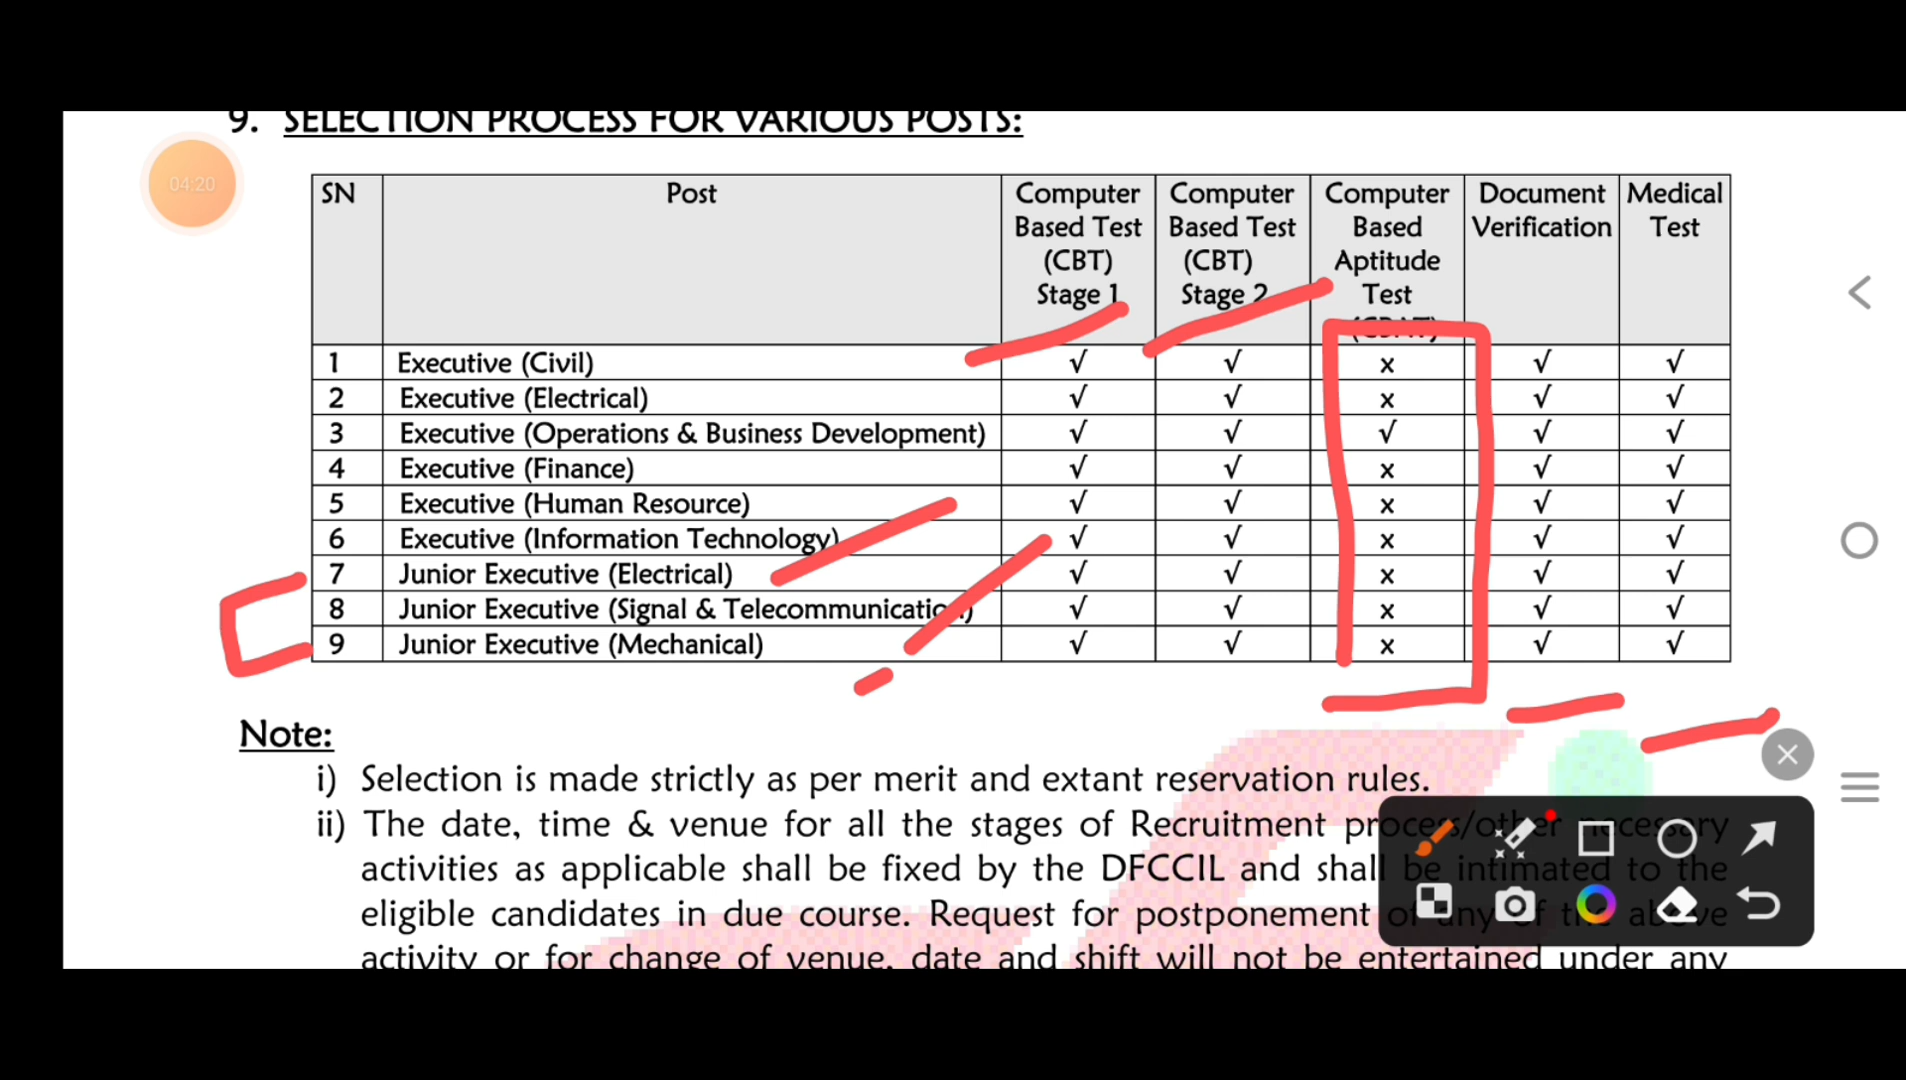 9. SELECTION PROCESS FOR VARIOUS POSTS:
04:20
SN Post Computer Based Test (CBT) Stage 1 Computer Based Test (CBT) Stage 2 Computer Based Aptitude Test (CBAT) Document Verification Medical Test
1 Executive (Civil) √ √ x √ √
2 Executive (Electrical) √ √ x √ √
3 Executive (Operations & Business Development) √ √ √ √ √
4 Executive (Finance) √ √ x √ √
5 Executive (Human Resource) √ √ x √ √
6 Executive (Information Technology) √ √ x √ √
7 Junior Executive (Electrical) √ √ x √ √
8 Junior Executive (Signal & Telecommunication) √ √ x √ √
9 Junior Executive (Mechanical) √ √ x √ √
Note:
i) Selection is made strictly as per merit and extant reservation rules.
ii) The date, time & venue for all the stages of Recruitment process/other necessary
activities as applicable shall be fixed by the DFCCIL and shall be intimated to the
eligible candidates in due course. Request for postponement of any of the above
activity or for change of venue, date and shift will not be entertained under any